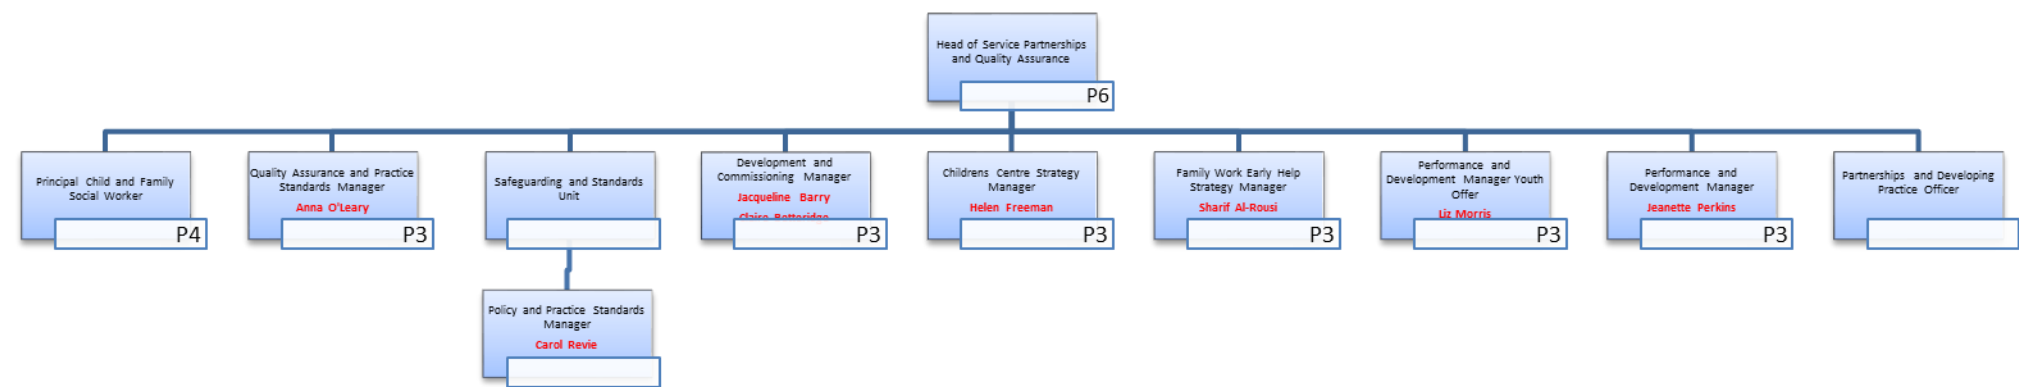 Head of Service Partnerships
and Quality Assurance
P6
Principal Child and Family
Social Worker
P4
Quality Assurance and Practice
Standards Manager
Anna O'Leary
P3
Safeguarding and Standards
Unit
Policy and Practice Standards
Manager
Carol Revie
Development and
Commissioning Manager
Jacqueline Barry
Claire
P3
Childrens Centre Strategy
Manager
Helen Freeman
P3
Family Work Early Help
Strategy Manager
Sharif Al-Rousi
P3
Performance and
Development Manager Youth
Offer
Liz Morris
P3
Performance and
Development Manager
Jeanette Perkins
P3
Partnerships and Developing
Practice Officer